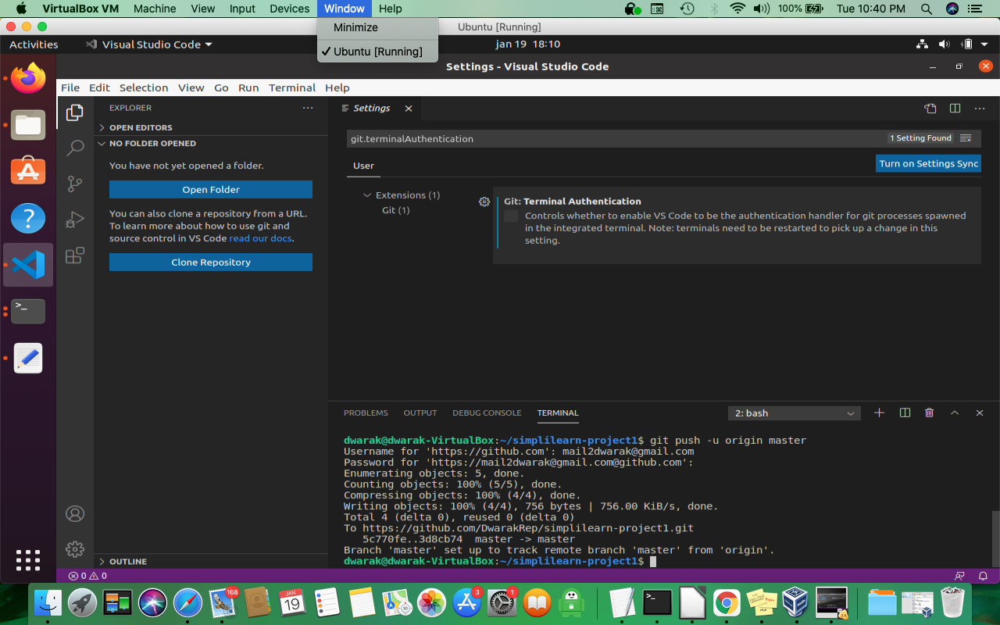 VirtualBox VM Machine View Input Devices Window Help 100% Tue 10:40 PM
Minimize
✓ Ubuntu [Running]
Ubuntu [Running]
Activities Visual Studio Code jan 19 18:10
Settings - Visual Studio Code
File Edit Selection View Go Run Terminal Help
EXPLORER
OPEN EDITORS
NO FOLDER OPENED
You have not yet opened a folder.
Open Folder
You can also clone a repository from a URL.
To learn more about how to use git and
source control in VS Code read our docs.
Clone Repository
OUTLINE
Settings
git.terminalAuthentication
1 Setting Found
User
Turn on Settings Sync
Extensions (1)
Git (1)
Git: Terminal Authentication
Controls whether to enable VS Code to be the authentication handler for git processes spawned
in the integrated terminal. Note: terminals need to be restarted to pick up a change in this
setting.
PROBLEMS OUTPUT DEBUG CONSOLE TERMINAL 2: bash
dwarak@dwarak-VirtualBox:~/simplilearn-project1$ git push -u origin master
Username for 'https://github.com': mail2dwarak@gmail.com
Password for 'https://mail2dwarak@gmail.com@github.com':
Enumerating objects: 5, done.
Counting objects: 100% (5/5), done.
Compressing objects: 100% (4/4), done.
Writing objects: 100% (4/4), 756 bytes | 756.00 KiB/s, done.
Total 4 (delta 0), reused 0 (delta 0)
To https://github.com/DwarakRep/simplilearn-project1.git
5c770fe..3d8cb74 master -> master
Branch 'master' set up to track remote branch 'master' from 'origin'.
dwarak@dwarak-VirtualBox:~/simplilearn-project1$
0 0
168
JAN
19
3
1